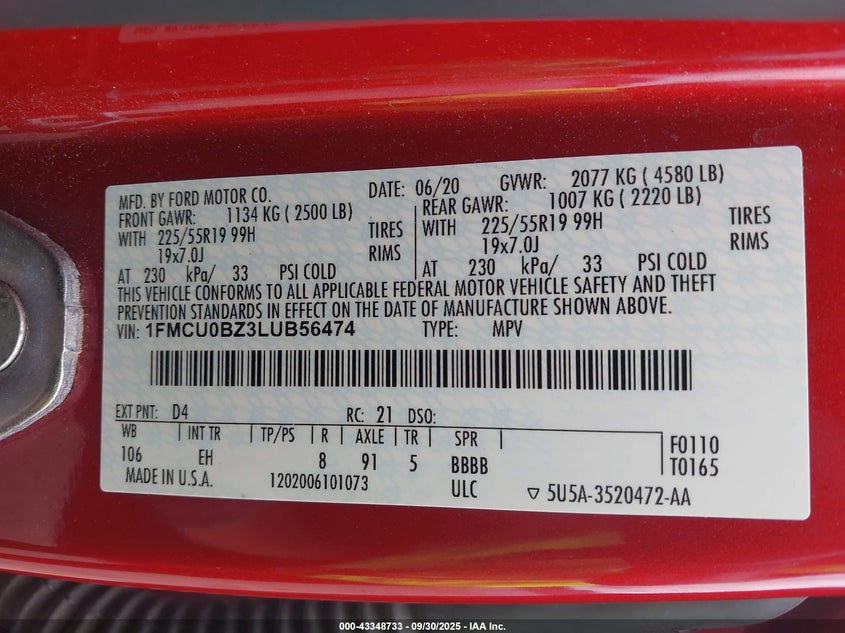 MFD. BY FORD MOTOR CO. DATE: 06/20 GVWR: 2077 KG ( 4580 LB)
FRONT GAWR: 1134 KG ( 2500 LB) REAR GAWR: 1007 KG ( 2220 LB)
WITH 225/55R19 99H TIRES WITH 225/55R19 99H TIRES
19x7.0J RIMS 19x7.0J RIMS
AT 230 kPa/ 33 PSI COLD AT 230 kPa/ 33 PSI COLD
THIS VEHICLE CONFORMS TO ALL APPLICABLE FEDERAL MOTOR VEHICLE SAFETY AND THEFT
PREVENTION STANDARDS IN EFFECT ON THE DATE OF MANUFACTURE SHOWN ABOVE.
VIN: 1FMCU0BZ3LUB56474 TYPE: MPV
EXT PNT: D4 RC: 21 DSO:
WB INT TR TP/PS R AXLE TR SPR F0110
106 EH 8 91 5 BBBB T0165
MADE IN U.S.A. 1202006101073 ULC ▽ 5U5A-3520472-AA
000-43348733 - 09/30/2025 - IAA Inc.